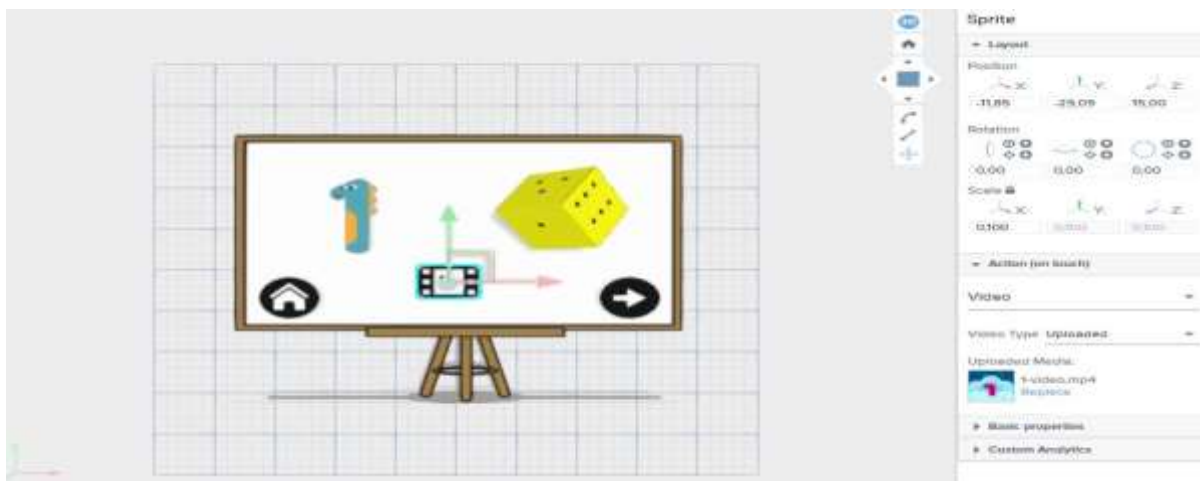 Sprite
Layout
Position
X: Y: Z:
-11,85 -25,09 15,00
Rotation
0,00 0,00 0,00
Scale
X: Y: Z:
0,100
Action (on touch)
Video
Video Type Uploaded
Uploaded Media:
1-video.mp4
Replace
Basic properties
Custom Analytics